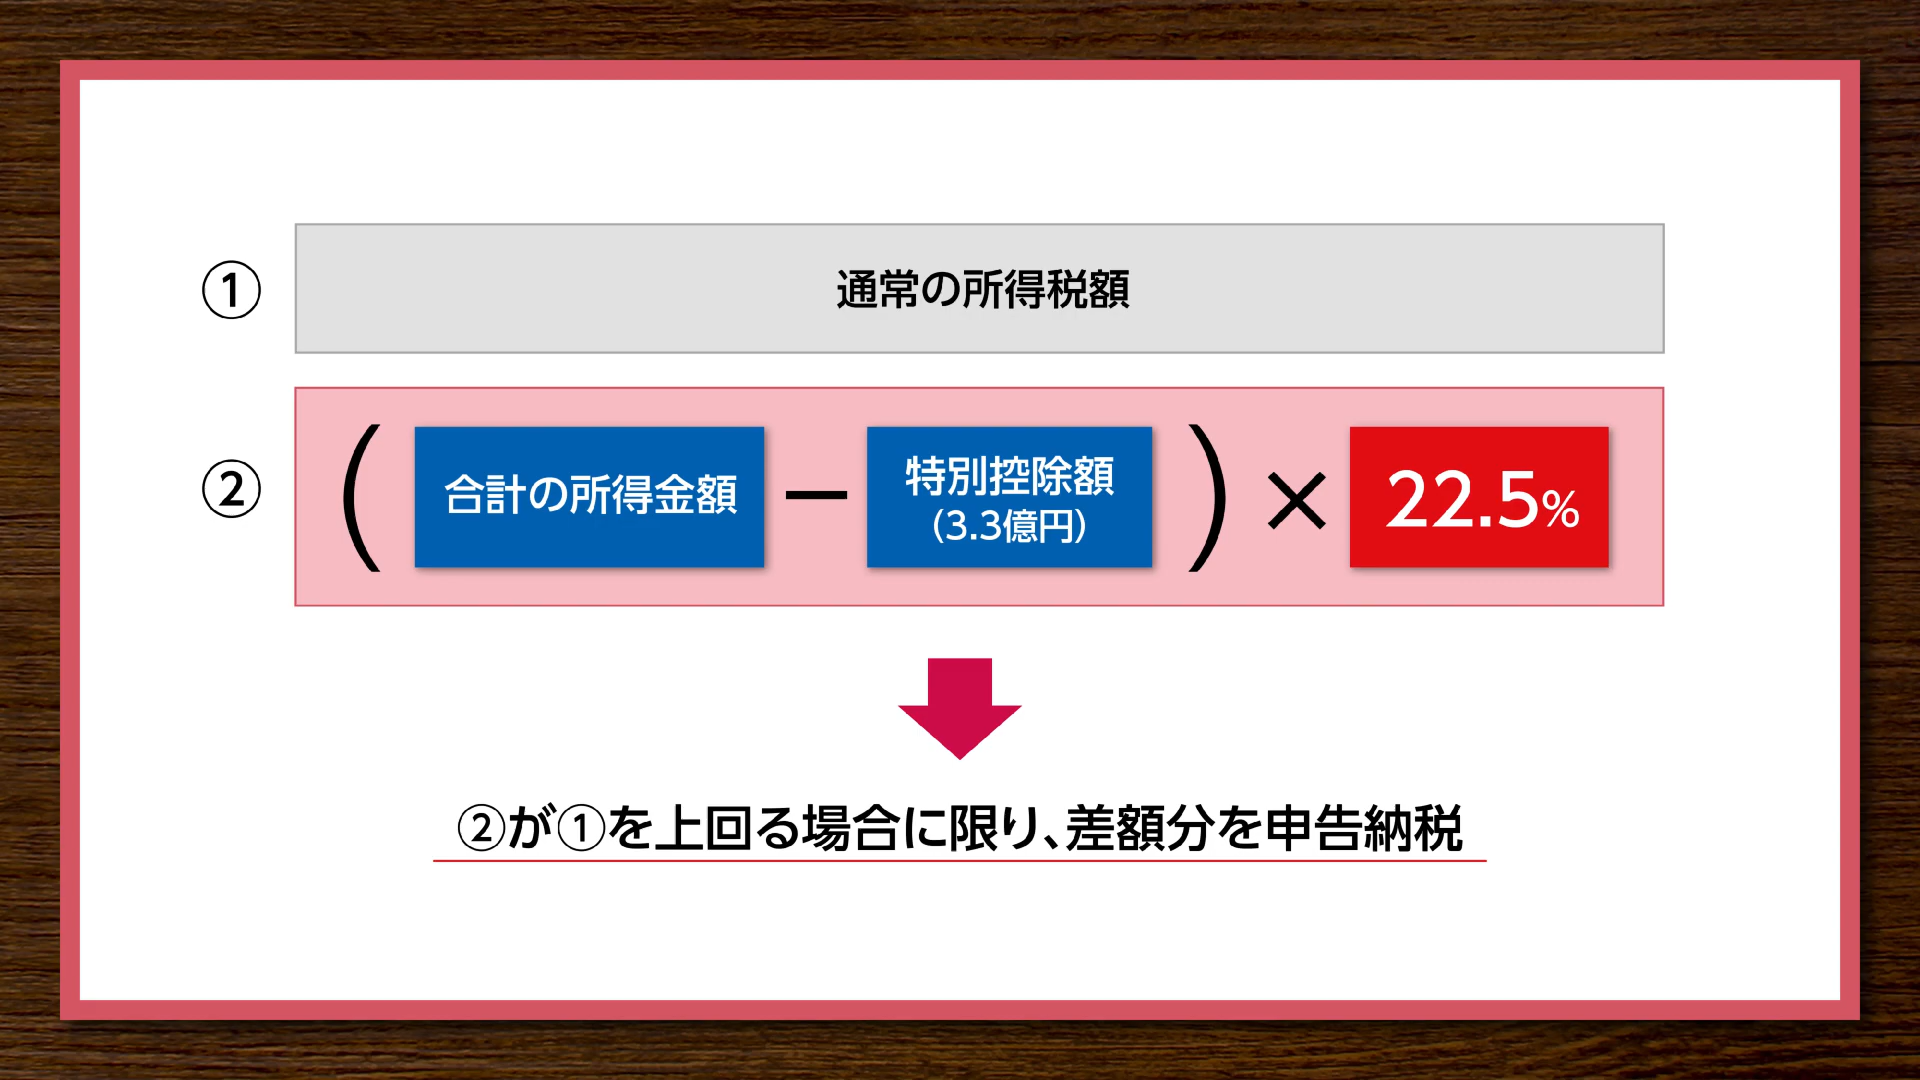 ① 通常の所得税額
② ( 合計の所得金額 － 特別控除額 (3.3億円) ) × 22.5%
②が①を上回る場合に限り、差額分を申告納税